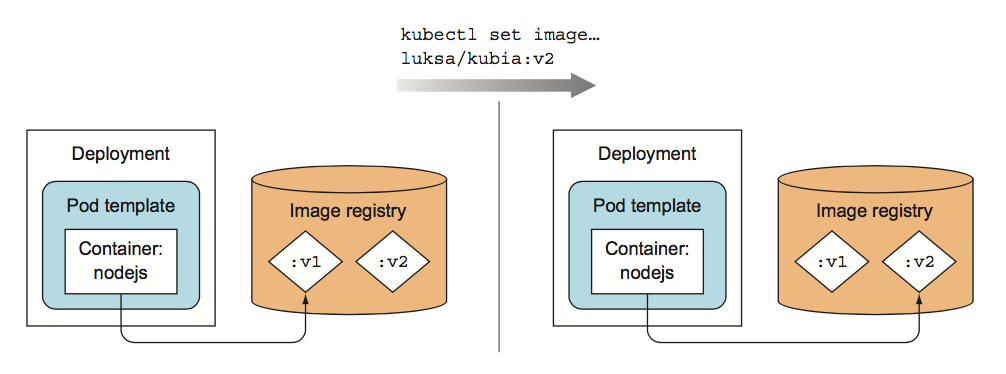 kubectl set image…
luksa/kubia:v2
Deployment
Pod template
Container:
nodejs
Image registry
:v1
:v2
Deployment
Pod template
Container:
nodejs
Image registry
:v1
:v2